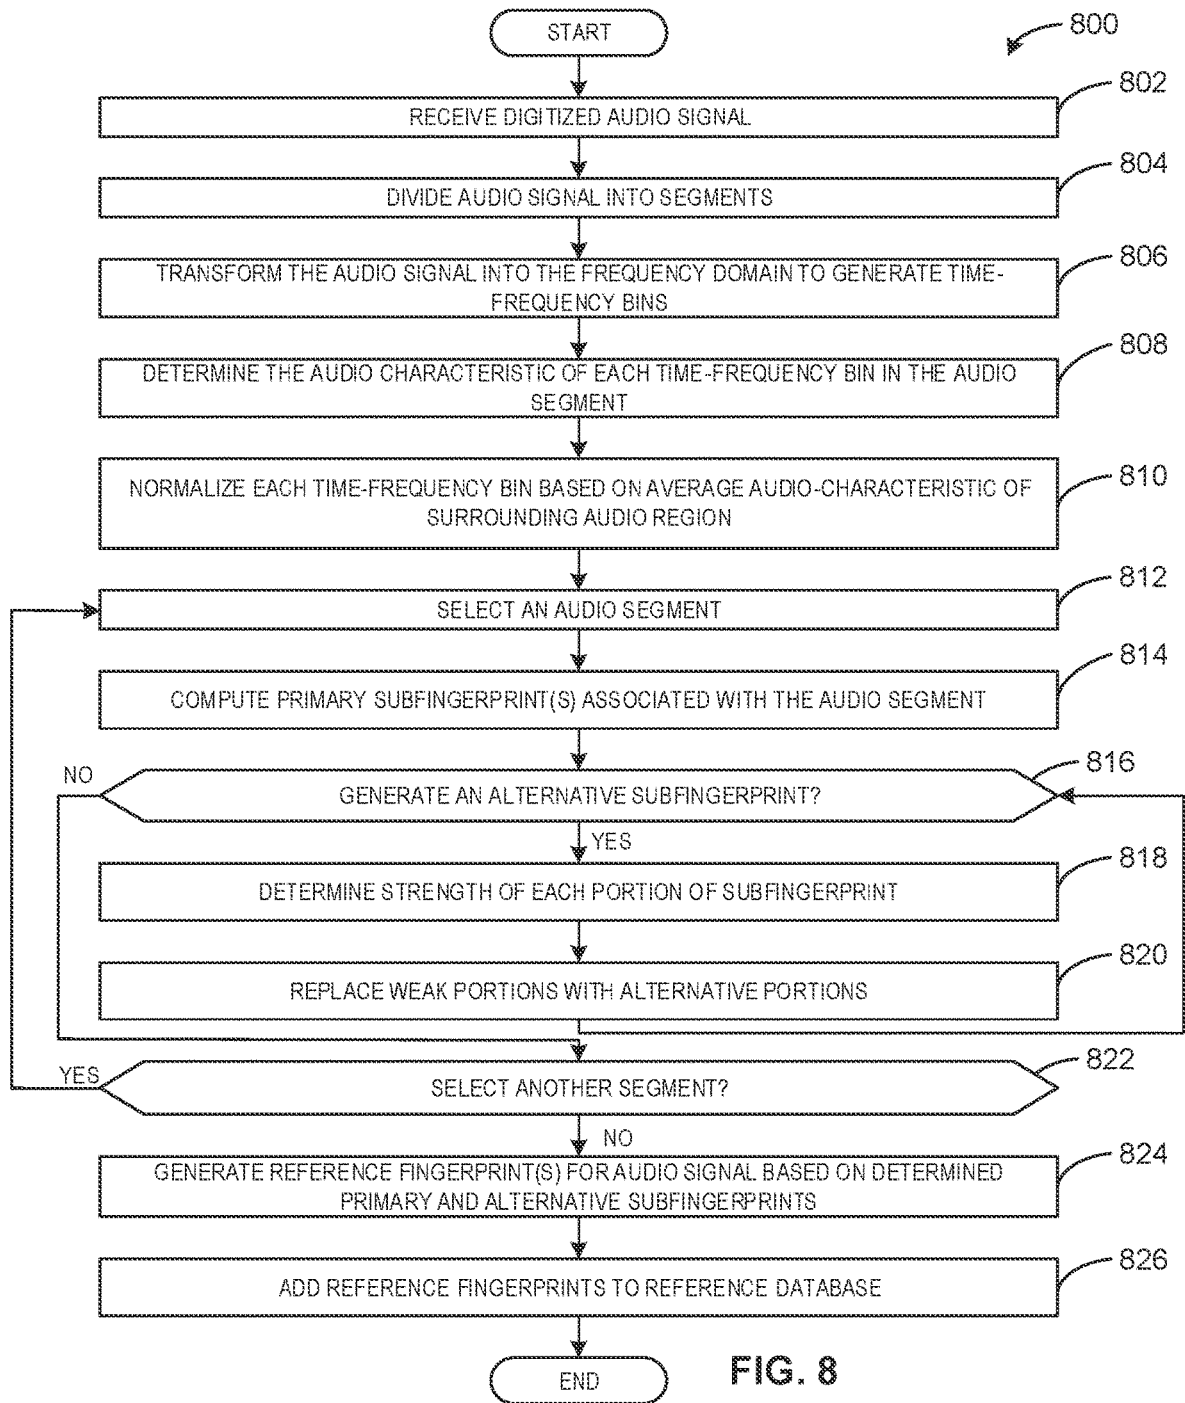 START
800
802
RECEIVE DIGITIZED AUDIO SIGNAL
804
DIVIDE AUDIO SIGNAL INTO SEGMENTS
806
TRANSFORM THE AUDIO SIGNAL INTO THE FREQUENCY DOMAIN TO GENERATE TIME-
FREQUENCY BINS
808
DETERMINE THE AUDIO CHARACTERISTIC OF EACH TIME-FREQUENCY BIN IN THE AUDIO
SEGMENT
810
NORMALIZE EACH TIME-FREQUENCY BIN BASED ON AVERAGE AUDIO-CHARACTERISTIC OF
SURROUNDING AUDIO REGION
812
SELECT AN AUDIO SEGMENT
814
COMPUTE PRIMARY SUBFINGERPRINT(S) ASSOCIATED WITH THE AUDIO SEGMENT
816
NO
GENERATE AN ALTERNATIVE SUBFINGERPRINT?
YES
818
DETERMINE STRENGTH OF EACH PORTION OF SUBFINGERPRINT
820
REPLACE WEAK PORTIONS WITH ALTERNATIVE PORTIONS
822
YES
SELECT ANOTHER SEGMENT?
NO
824
GENERATE REFERENCE FINGERPRINT(S) FOR AUDIO SIGNAL BASED ON DETERMINED
PRIMARY AND ALTERNATIVE SUBFINGERPRINTS
826
ADD REFERENCE FINGERPRINTS TO REFERENCE DATABASE
END
FIG. 8